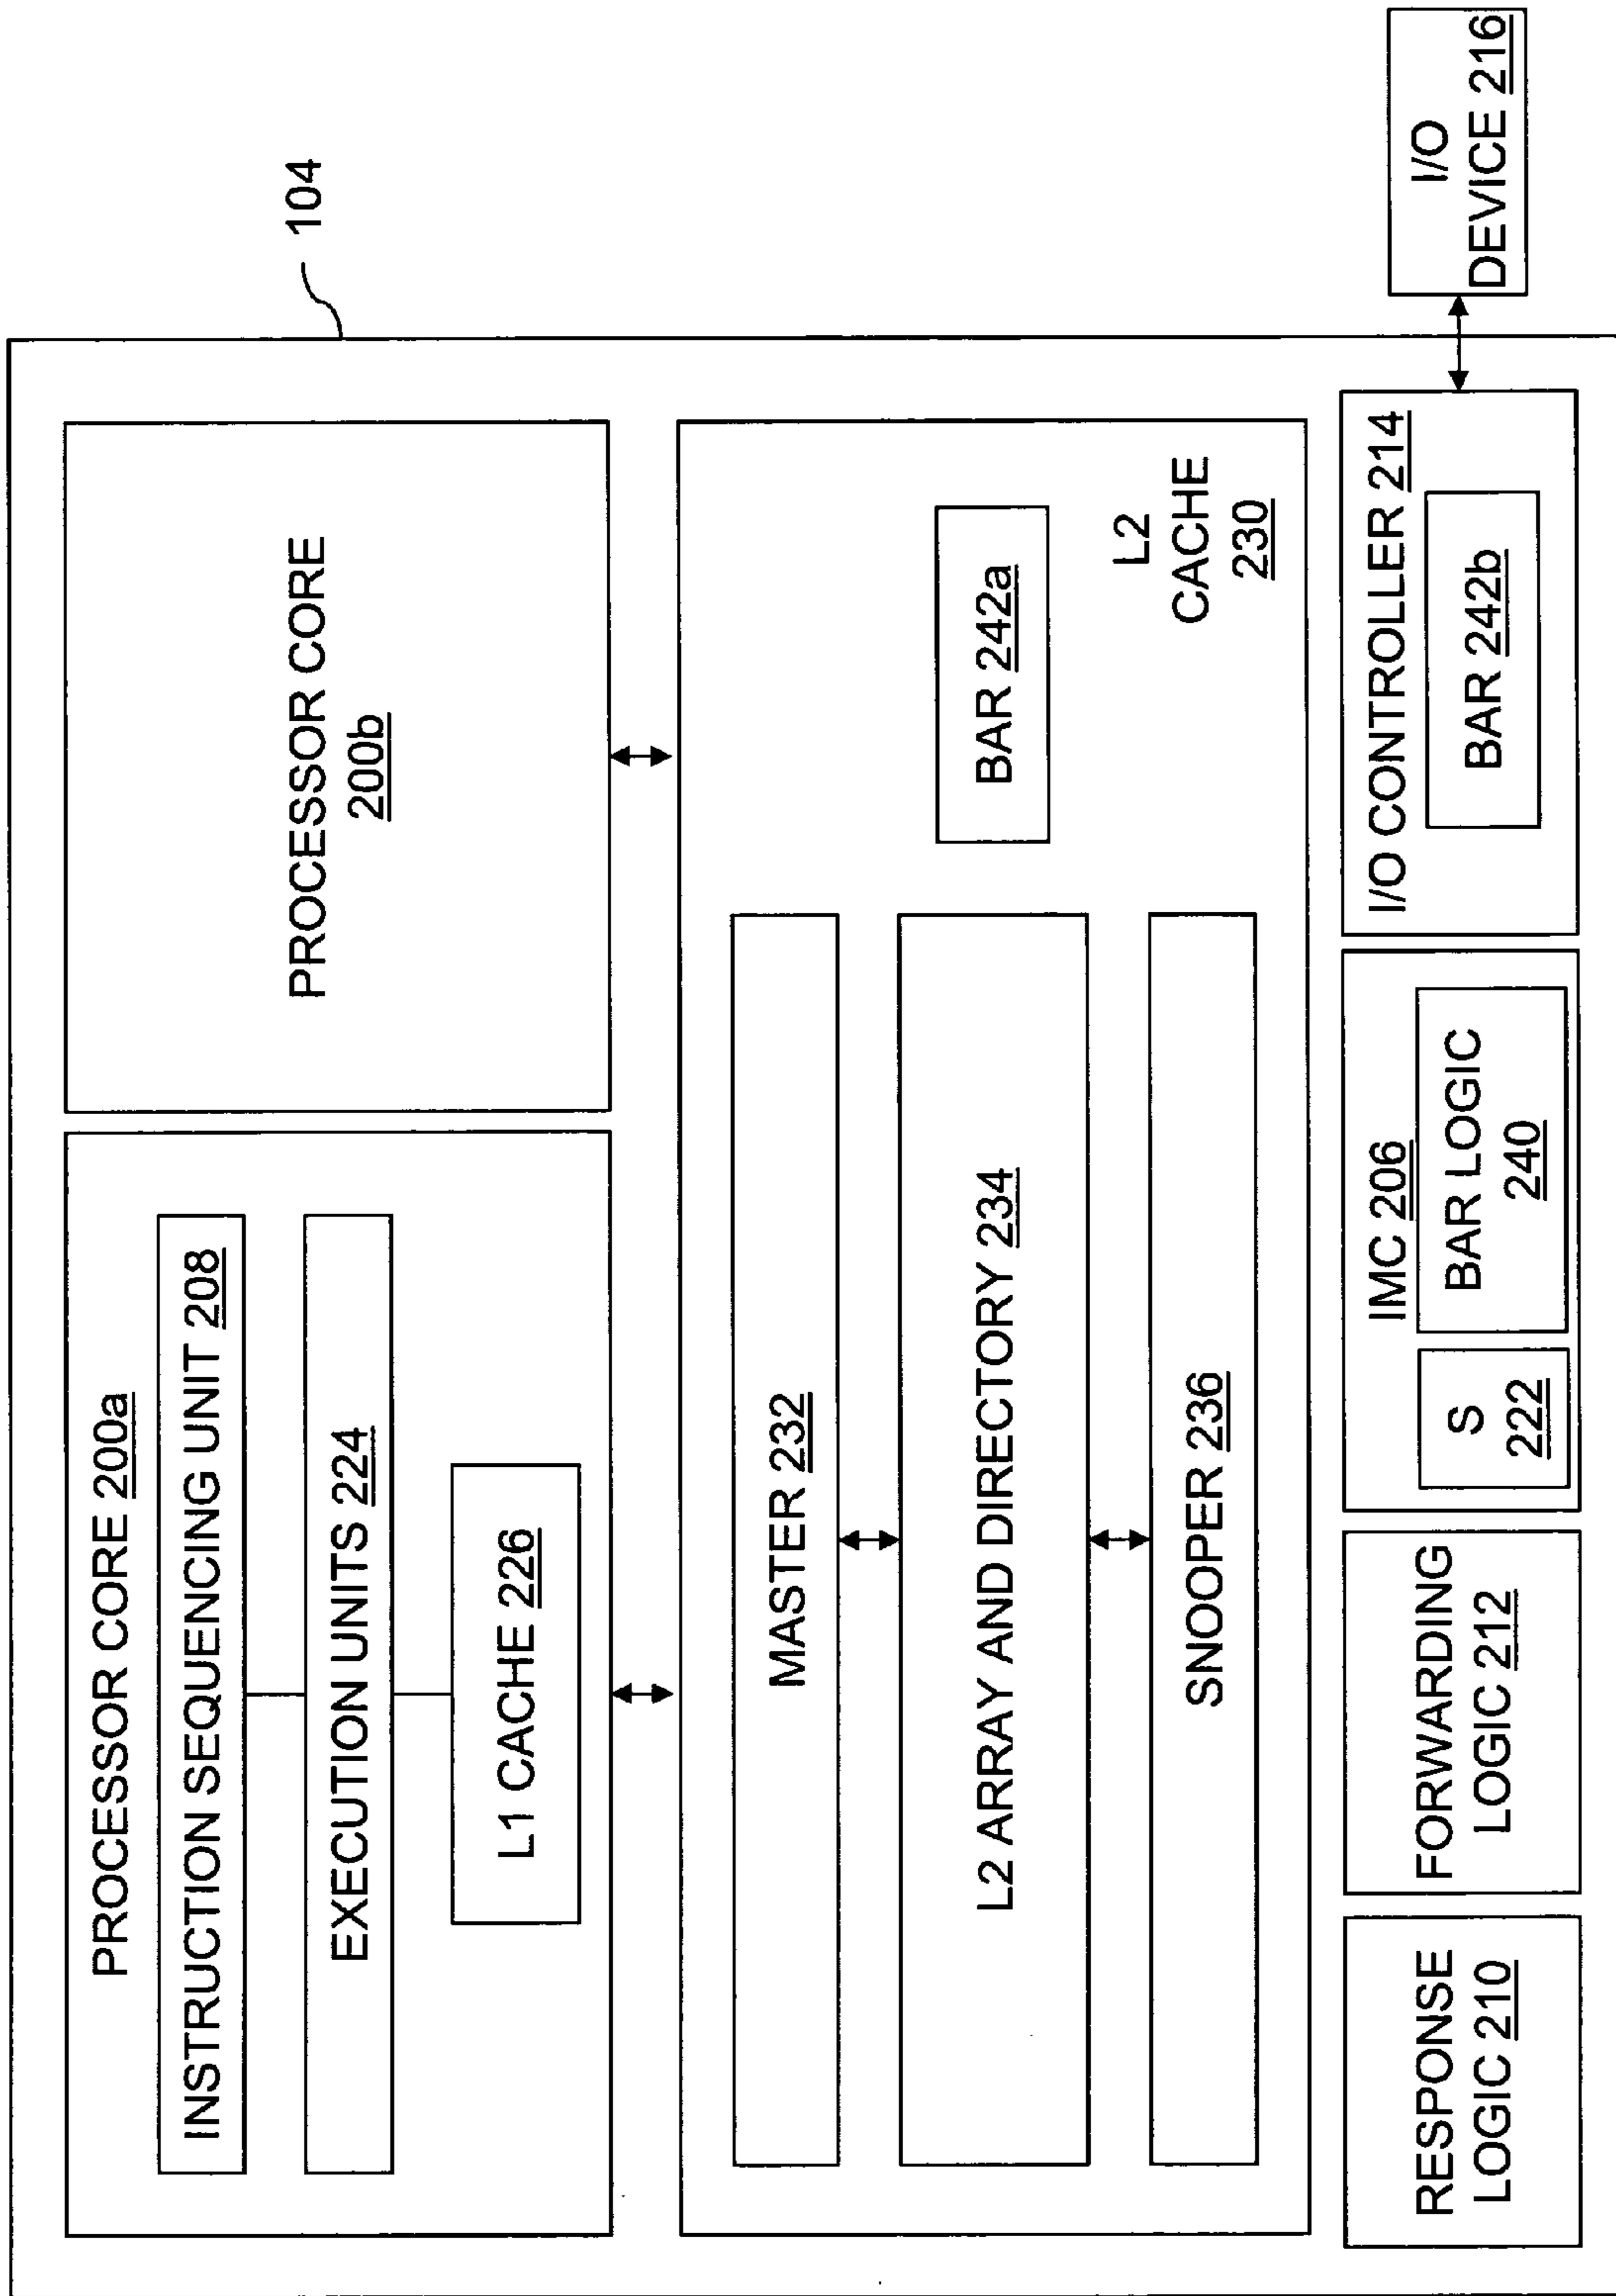 104
PROCESSOR CORE 200a
INSTRUCTION SEQUENCING UNIT 208
EXECUTION UNITS 224
L1 CACHE 226
PROCESSOR CORE
200b
MASTER 232
L2 ARRAY AND DIRECTORY 234
SNOOPER 236
BAR 242a
L2
CACHE
230
RESPONSE
LOGIC 210
FORWARDING
LOGIC 212
IMC 206
S
222
BAR LOGIC
240
I/O CONTROLLER 214
BAR 242b
I/O
DEVICE 216